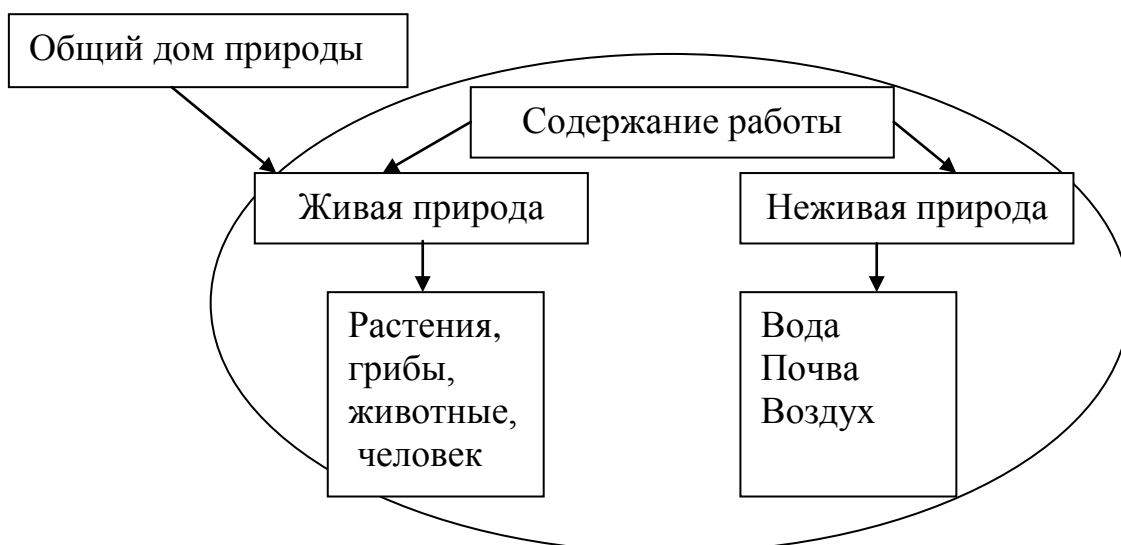 Общий дом природы
Содержание работы
Живая природа
Неживая природа
Растения,
грибы,
животные,
человек
Вода
Почва
Воздух